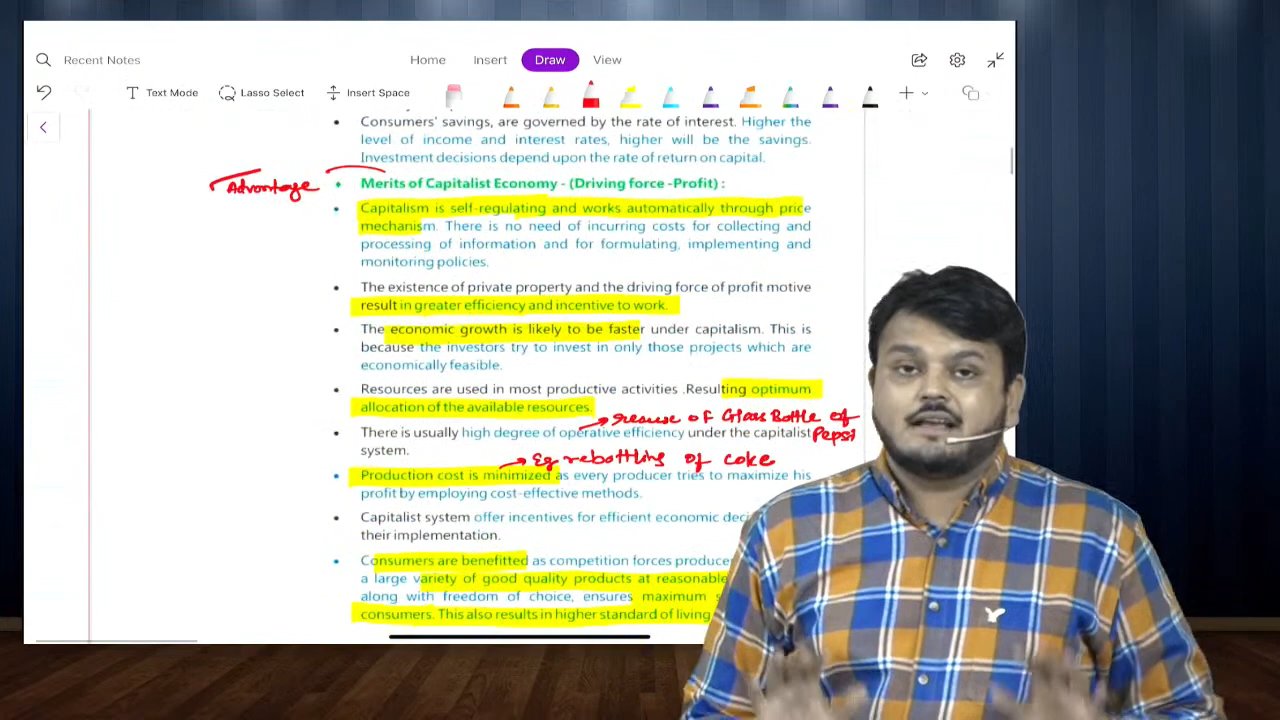 Recent Notes
Home Insert Draw View
Text Mode Lasso Select Insert Space
Consumers' savings, are governed by the rate of interest. Higher the
level of income and interest rates, higher will be the savings.
Investment decisions depend upon the rate of return on capital.
Advantage
Merits of Capitalist Economy - (Driving force -Profit) :
Capitalism is self-regulating and works automatically through price
mechanism. There is no need of incurring costs for collecting and
processing of information and for formulating, implementing and
monitoring policies.
The existence of private property and the driving force of profit motive
result in greater efficiency and incentive to work.
The economic growth is likely to be faster under capitalism. This is
because the investors try to invest in only those projects which are
economically feasible.
Resources are used in most productive activities .Resulting optimum
allocation of the available resources.
resuse of Glass Bottle of
Pepsi
There is usually high degree of operative efficiency under the capitalist
system.
Eg rebottling of coke
Production cost is minimized as every producer tries to maximize his
profit by employing cost-effective methods.
Capitalist system offer incentives for efficient economic
their implementation.
Consumers are benefitted as competition forces
a large variety of good quality products at reasonable
along with freedom of choice, ensures maximum
consumers. This also results in higher standard of living